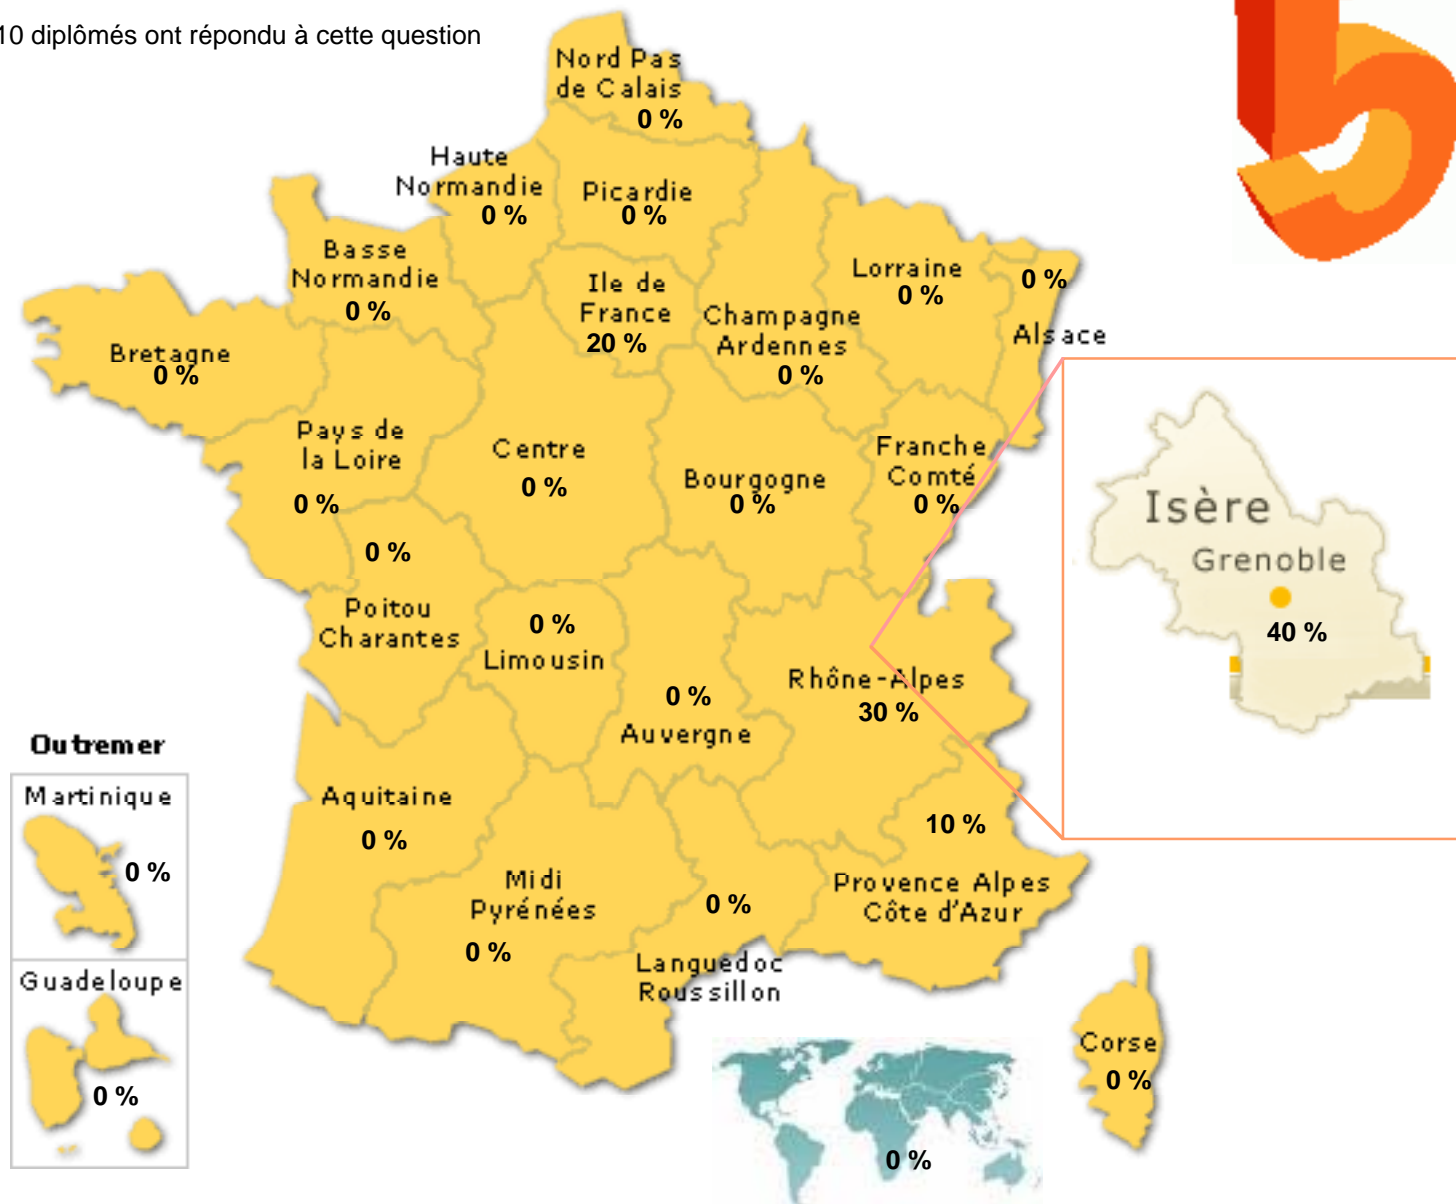 10 diplômés ont répondu à cette question
Nord Pas
de Calais
0 %
Haute
Normandie
0 %
Picardie
0 %
Basse
Normandie
0 %
Ile de
France
20 %
Champagne
Ardennes
0 %
Lorraine
0 %
0 %
Alsace
Bretagne
0 %
Pays de
la Loire
0 %
Centre
0 %
Bourgogne
0 %
Franche
Comté
0 %
Isère
Grenoble
40 %
0 %
Poitou
Charantes
0 %
Limousin
0 %
Auvergne
Rhône-Alpes
30 %
Outremer
Martinique
0 %
Guadeloupe
0 %
Aquitaine
0 %
Midi
Pyrénées
0 %
0 %
Languedoc
Roussillon
10 %
Provence Alpes
Côte d'Azur
Corse
0 %
0 %